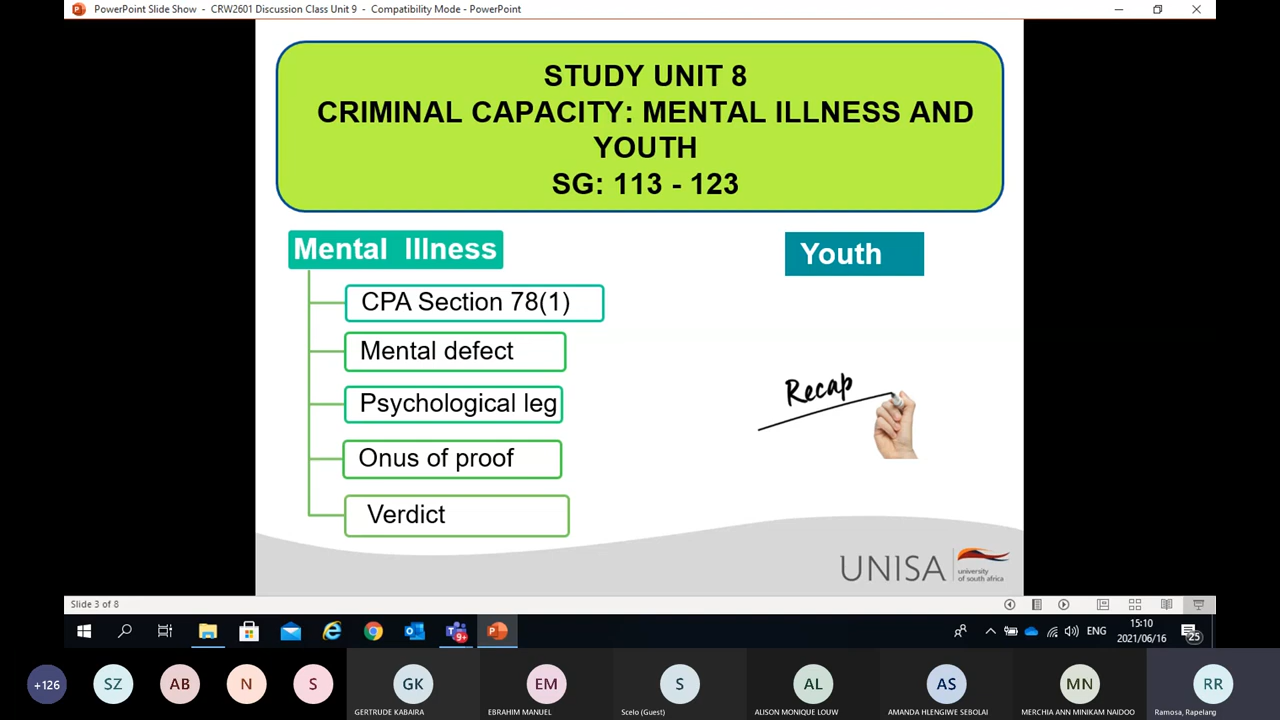 PowerPoint Slide Show - CRW2601 Discussion Class Unit 9 - Compatibility Mode - PowerPoint
STUDY UNIT 8
CRIMINAL CAPACITY: MENTAL ILLNESS AND
YOUTH
SG: 113 - 123
Mental Illness
Youth
CPA Section 78(1)
Mental defect
Psychological leg
Onus of proof
Verdict
Recap
UNISA
university
of south africa
Slide 3 of 8
9+
ENG
15:10
2021/06/16
25
+126
SZ
AB
N
S
GK
EM
S
AL
AS
MN
RR
GERTRUDE KABAIRA
EBRAHIM MANUEL
Scelo (Guest)
ALISON MONIQUE LOUW
AMANDA HLENGIWE SEBOLAI
MERCHIA ANN MINIKAM NAIDOO
Ramosa, Rapelang